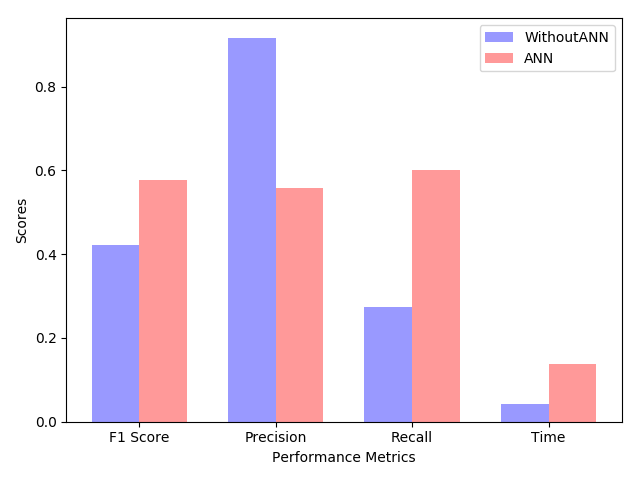 WithoutANN
ANN
Scores
0.8
0.6
0.4
0.2
0.0
F1 Score
Precision
Recall
Time
Performance Metrics